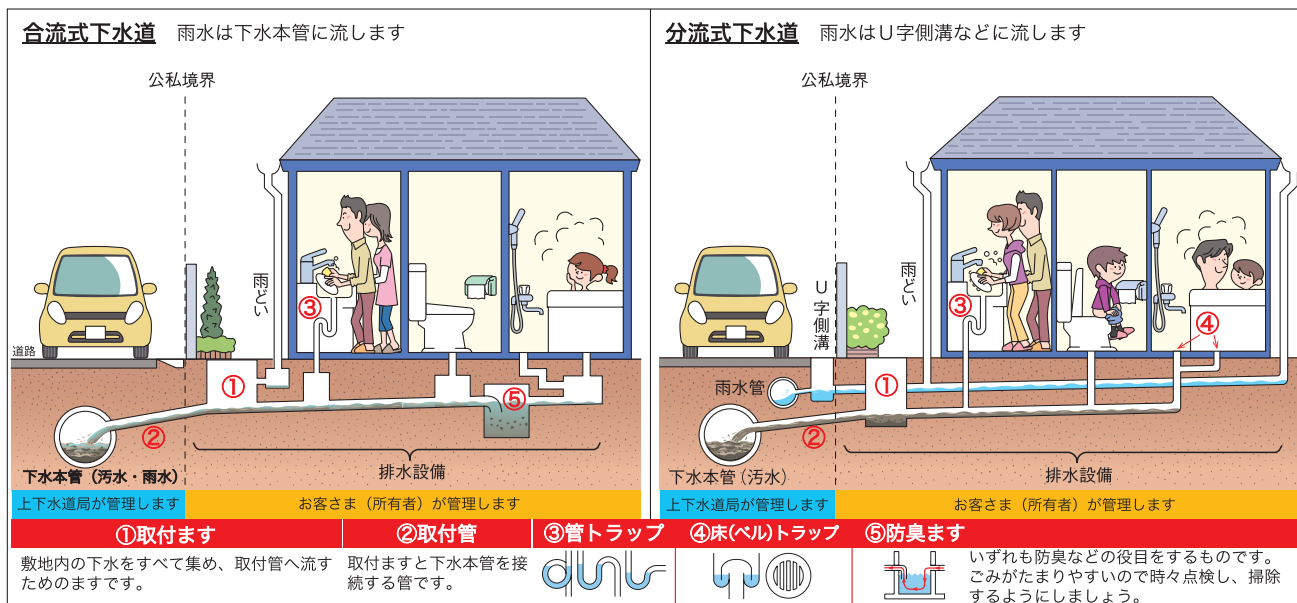 合流式下水道 雨水は下水本管に流します
公私境界
雨どい
③
道路
①
⑤
②
下水本管（汚水・雨水）
排水設備
上下水道局が管理します
お客さま（所有者）が管理します
分流式下水道 雨水はU字側溝などに流します
公私境界
雨どい
U字側溝
③
④
雨水管
①
②
下水本管（汚水）
排水設備
上下水道局が管理します
お客さま（所有者）が管理します
①取付ます
敷地内の下水をすべて集め、取付管へ流す
ためのますです。
②取付管
取付ますと下水本管を接
続する管です。
③管トラップ
④床(ベル)トラップ
⑤防臭ます
いずれも防臭などの役目をするものです。
ごみがたまりやすいので時々点検し、掃除
するようにしましょう。